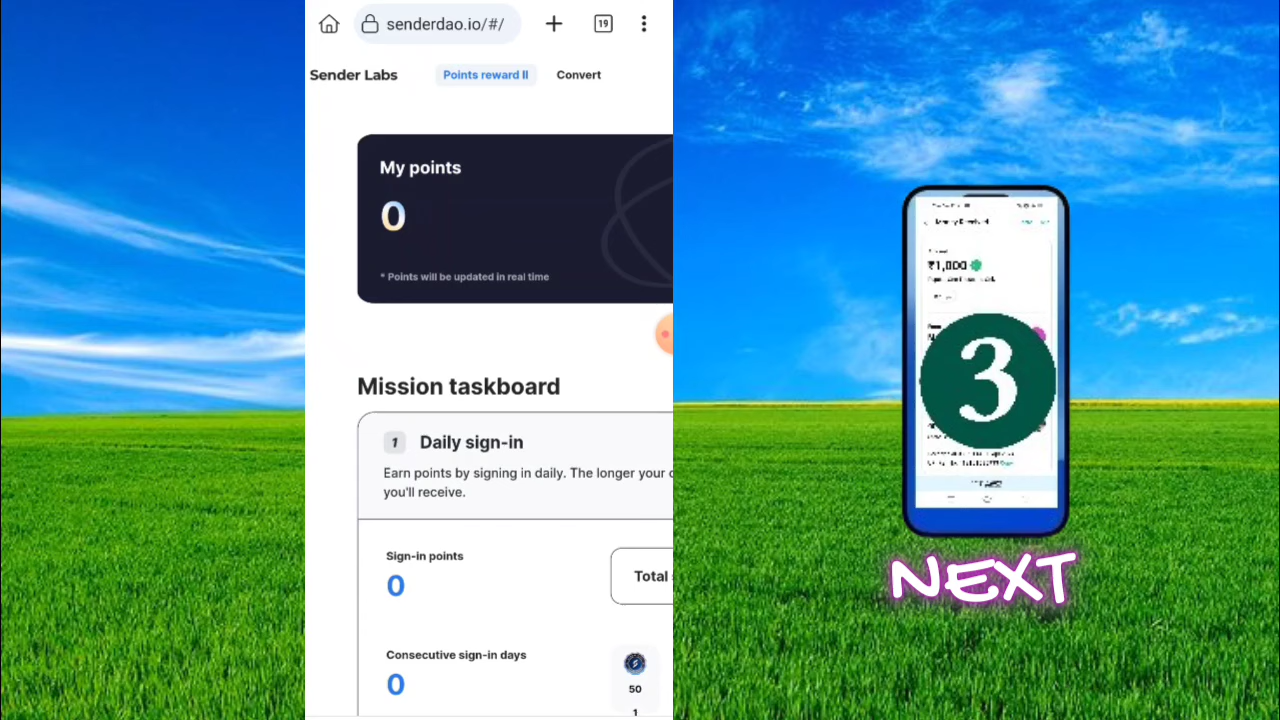 senderdao.io/#/
19
Sender Labs
Points reward II
Convert
My points
0
* Points will be updated in real time
Mission taskboard
1 Daily sign-in
Earn points by signing in daily. The longer your
you'll receive.
Sign-in points
0
Total
Consecutive sign-in days
0
50
1
Money Received
₹1,000
3
NEXT